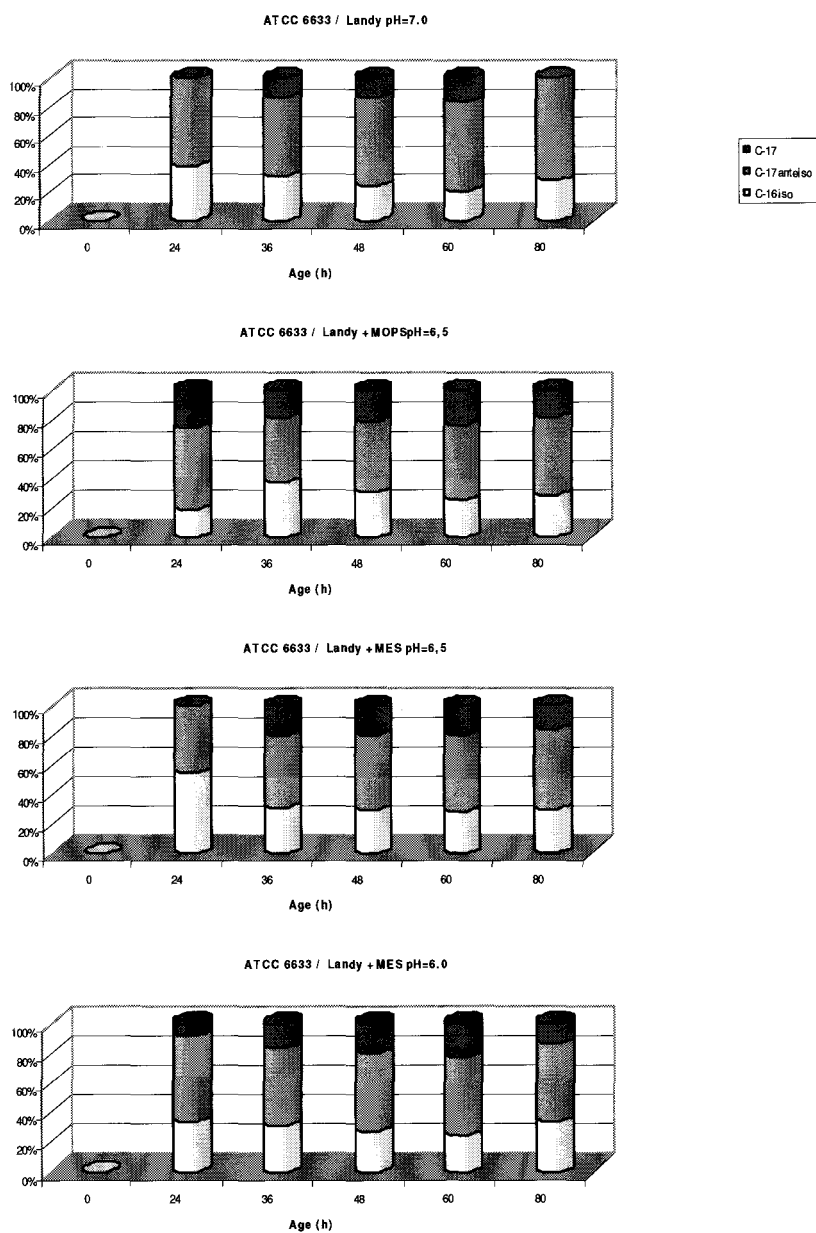 ATCC 6633 / Landy pH=7.0
100%
80%
60%
40%
20%
0%
0 24 36 48 60 80
Age (h)
C-17
C-17anteiso
C-16iso
ATCC 6633 / Landy +MOPSpH=6,5
100%
80%
60%
40%
20%
0%
0 24 36 48 60 80
Age (h)
ATCC 6633 / Landy +MES pH=6,5
100%
80%
60%
40%
20%
0%
0 24 36 48 60 80
Age (h)
ATCC 6633 / Landy +MES pH=6.0
100%
80%
60%
40%
20%
0%
0 24 36 48 60 80
Age (h)